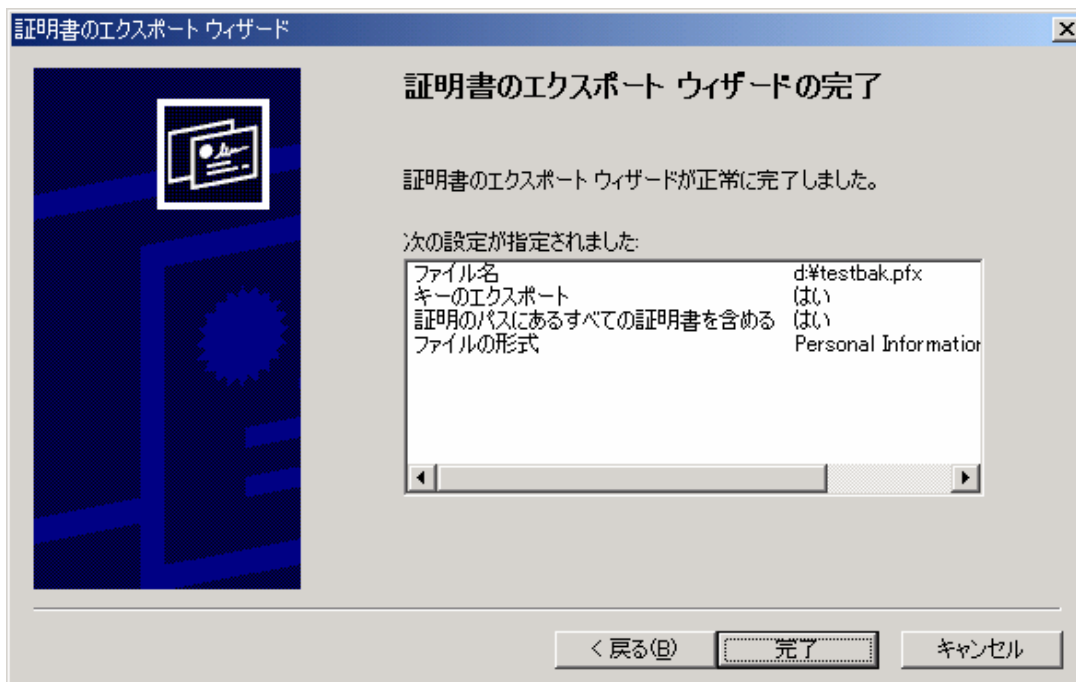 証明書のエクスポート ウィザード
証明書のエクスポート ウィザードの完了
証明書のエクスポート ウィザードが正常に完了しました。
次の設定が指定されました:
ファイル名 d:¥testbak.pfx
キーのエクスポート はい
証明のパスにあるすべての証明書を含める はい
ファイルの形式 Personal Information
< 戻る(B) 完了 キャンセル